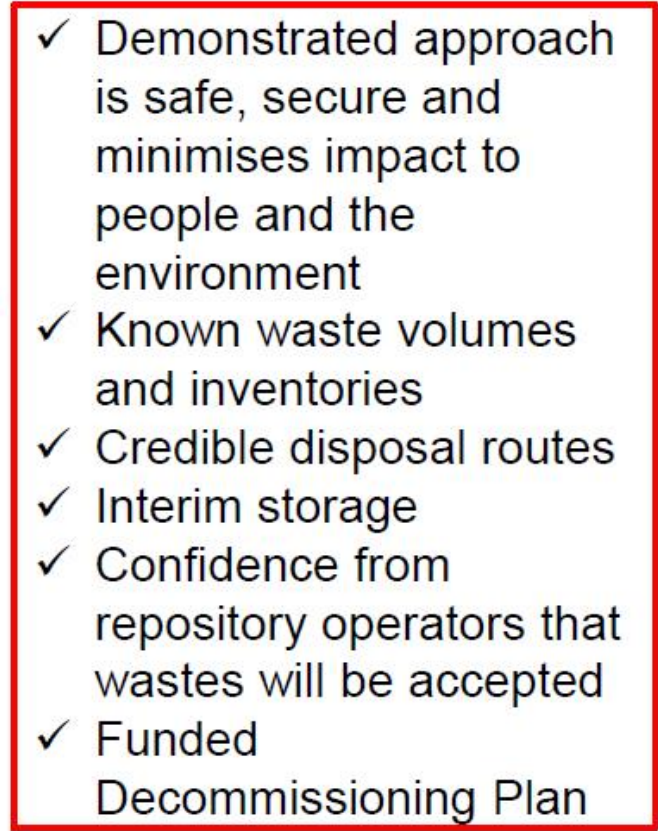 ✓ Demonstrated approach
is safe, secure and
minimises impact to
people and the
environment
✓ Known waste volumes
and inventories
✓ Credible disposal routes
✓ Interim storage
✓ Confidence from
repository operators that
wastes will be accepted
✓ Funded
Decommissioning Plan